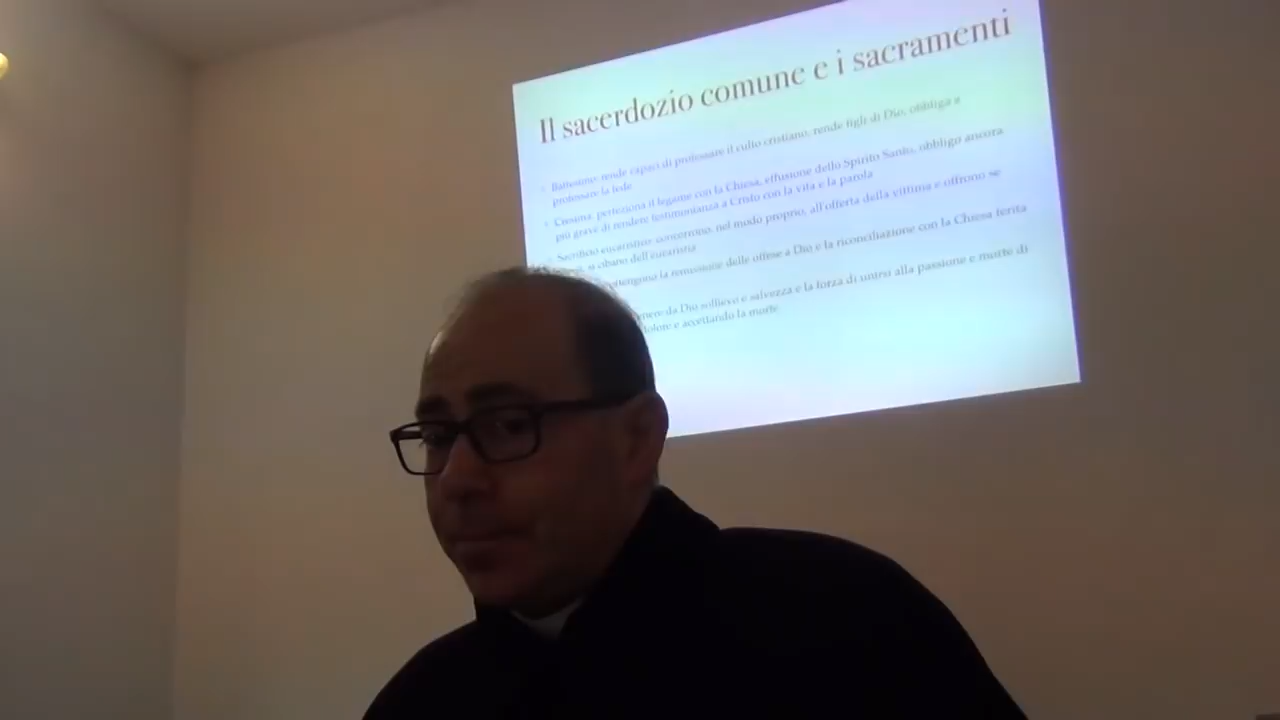 Il sacerdozio comune e i sacramenti
Battesimo: rende capaci di professare il culto cristiano, rende figli di Dio, obbliga a
professare la fede
Cresima: perfeziona il legame con la Chiesa, effusione dello Spirito Santo, obbligo ancora
più grave di rendere testimonianza a Cristo con la vita e la parola
Sacrificio eucaristico: concorrono, nel modo proprio, all'offerta della vittima e offrono se
si cibano dell'eucaristia
ottengono la remissione delle offese a Dio e la riconciliazione con la Chiesa ferita
da Dio sollievo e salvezza e la forza di unirsi alla passione e morte di
dolore e accettando la morte